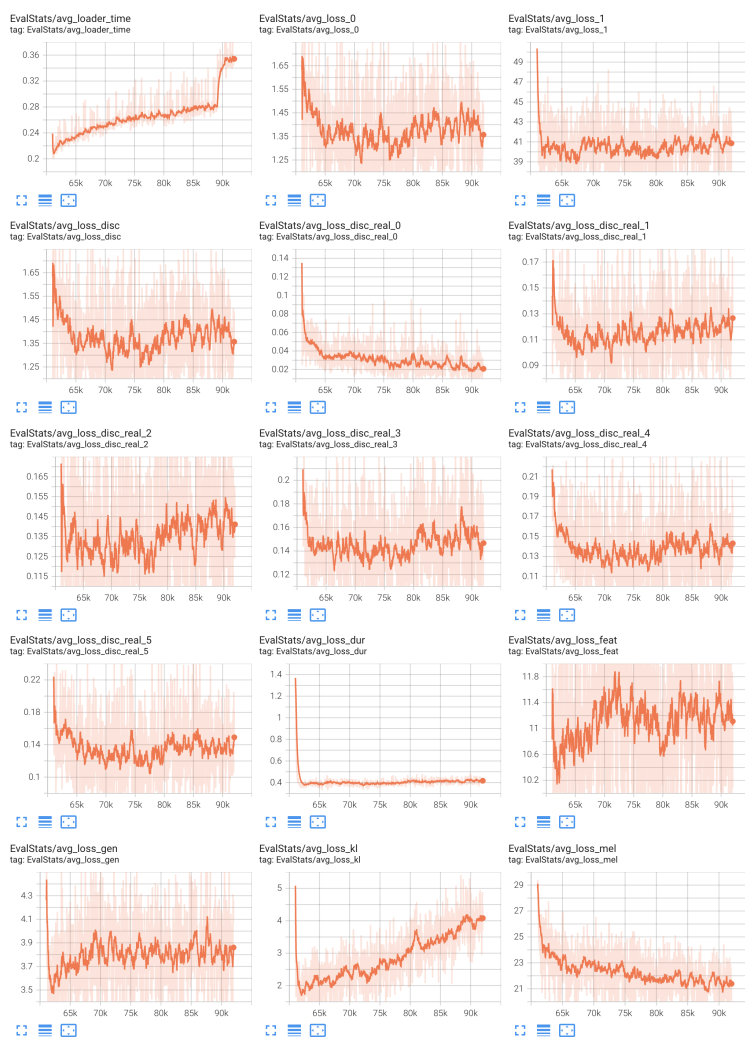 EvalStats/avg_loader_time
tag: EvalStats/avg_loader_time
0.36
0.32
0.28
0.24
0.2
65k 70k 75k 80k 85k 90k
EvalStats/avg_loss_0
tag: EvalStats/avg_loss_0
1.65
1.55
1.45
1.35
1.25
65k 70k 75k 80k 85k 90k
EvalStats/avg_loss_1
tag: EvalStats/avg_loss_1
49
47
45
43
41
39
65k 70k 75k 80k 85k 90k
EvalStats/avg_loss_disc
tag: EvalStats/avg_loss_disc
1.65
1.55
1.45
1.35
1.25
65k 70k 75k 80k 85k 90k
EvalStats/avg_loss_disc_real_0
tag: EvalStats/avg_loss_disc_real_0
0.14
0.12
0.1
0.08
0.06
0.04
0.02
65k 70k 75k 80k 85k 90k
EvalStats/avg_loss_disc_real_1
tag: EvalStats/avg_loss_disc_real_1
0.17
0.15
0.13
0.11
0.09
65k 70k 75k 80k 85k 90k
EvalStats/avg_loss_disc_real_2
tag: EvalStats/avg_loss_disc_real_2
0.165
0.155
0.145
0.135
0.125
0.115
65k 70k 75k 80k 85k 90k
EvalStats/avg_loss_disc_real_3
tag: EvalStats/avg_loss_disc_real_3
0.2
0.18
0.16
0.14
0.12
65k 70k 75k 80k 85k 90k
EvalStats/avg_loss_disc_real_4
tag: EvalStats/avg_loss_disc_real_4
0.21
0.19
0.17
0.15
0.13
0.11
65k 70k 75k 80k 85k 90k
EvalStats/avg_loss_disc_real_5
tag: EvalStats/avg_loss_disc_real_5
0.22
0.18
0.14
0.1
65k 70k 75k 80k 85k 90k
EvalStats/avg_loss_dur
tag: EvalStats/avg_loss_dur
1.4
1.2
1
0.8
0.6
0.4
65k 70k 75k 80k 85k 90k
EvalStats/avg_loss_feat
tag: EvalStats/avg_loss_feat
11.8
11.4
11
10.6
10.2
65k 70k 75k 80k 85k 90k
EvalStats/avg_loss_gen
tag: EvalStats/avg_loss_gen
4.3
4.1
3.9
3.7
3.5
65k 70k 75k 80k 85k 90k
EvalStats/avg_loss_kl
tag: EvalStats/avg_loss_kl
5
4
3
2
65k 70k 75k 80k 85k 90k
EvalStats/avg_loss_mel
tag: EvalStats/avg_loss_mel
29
27
25
23
21
65k 70k 75k 80k 85k 90k